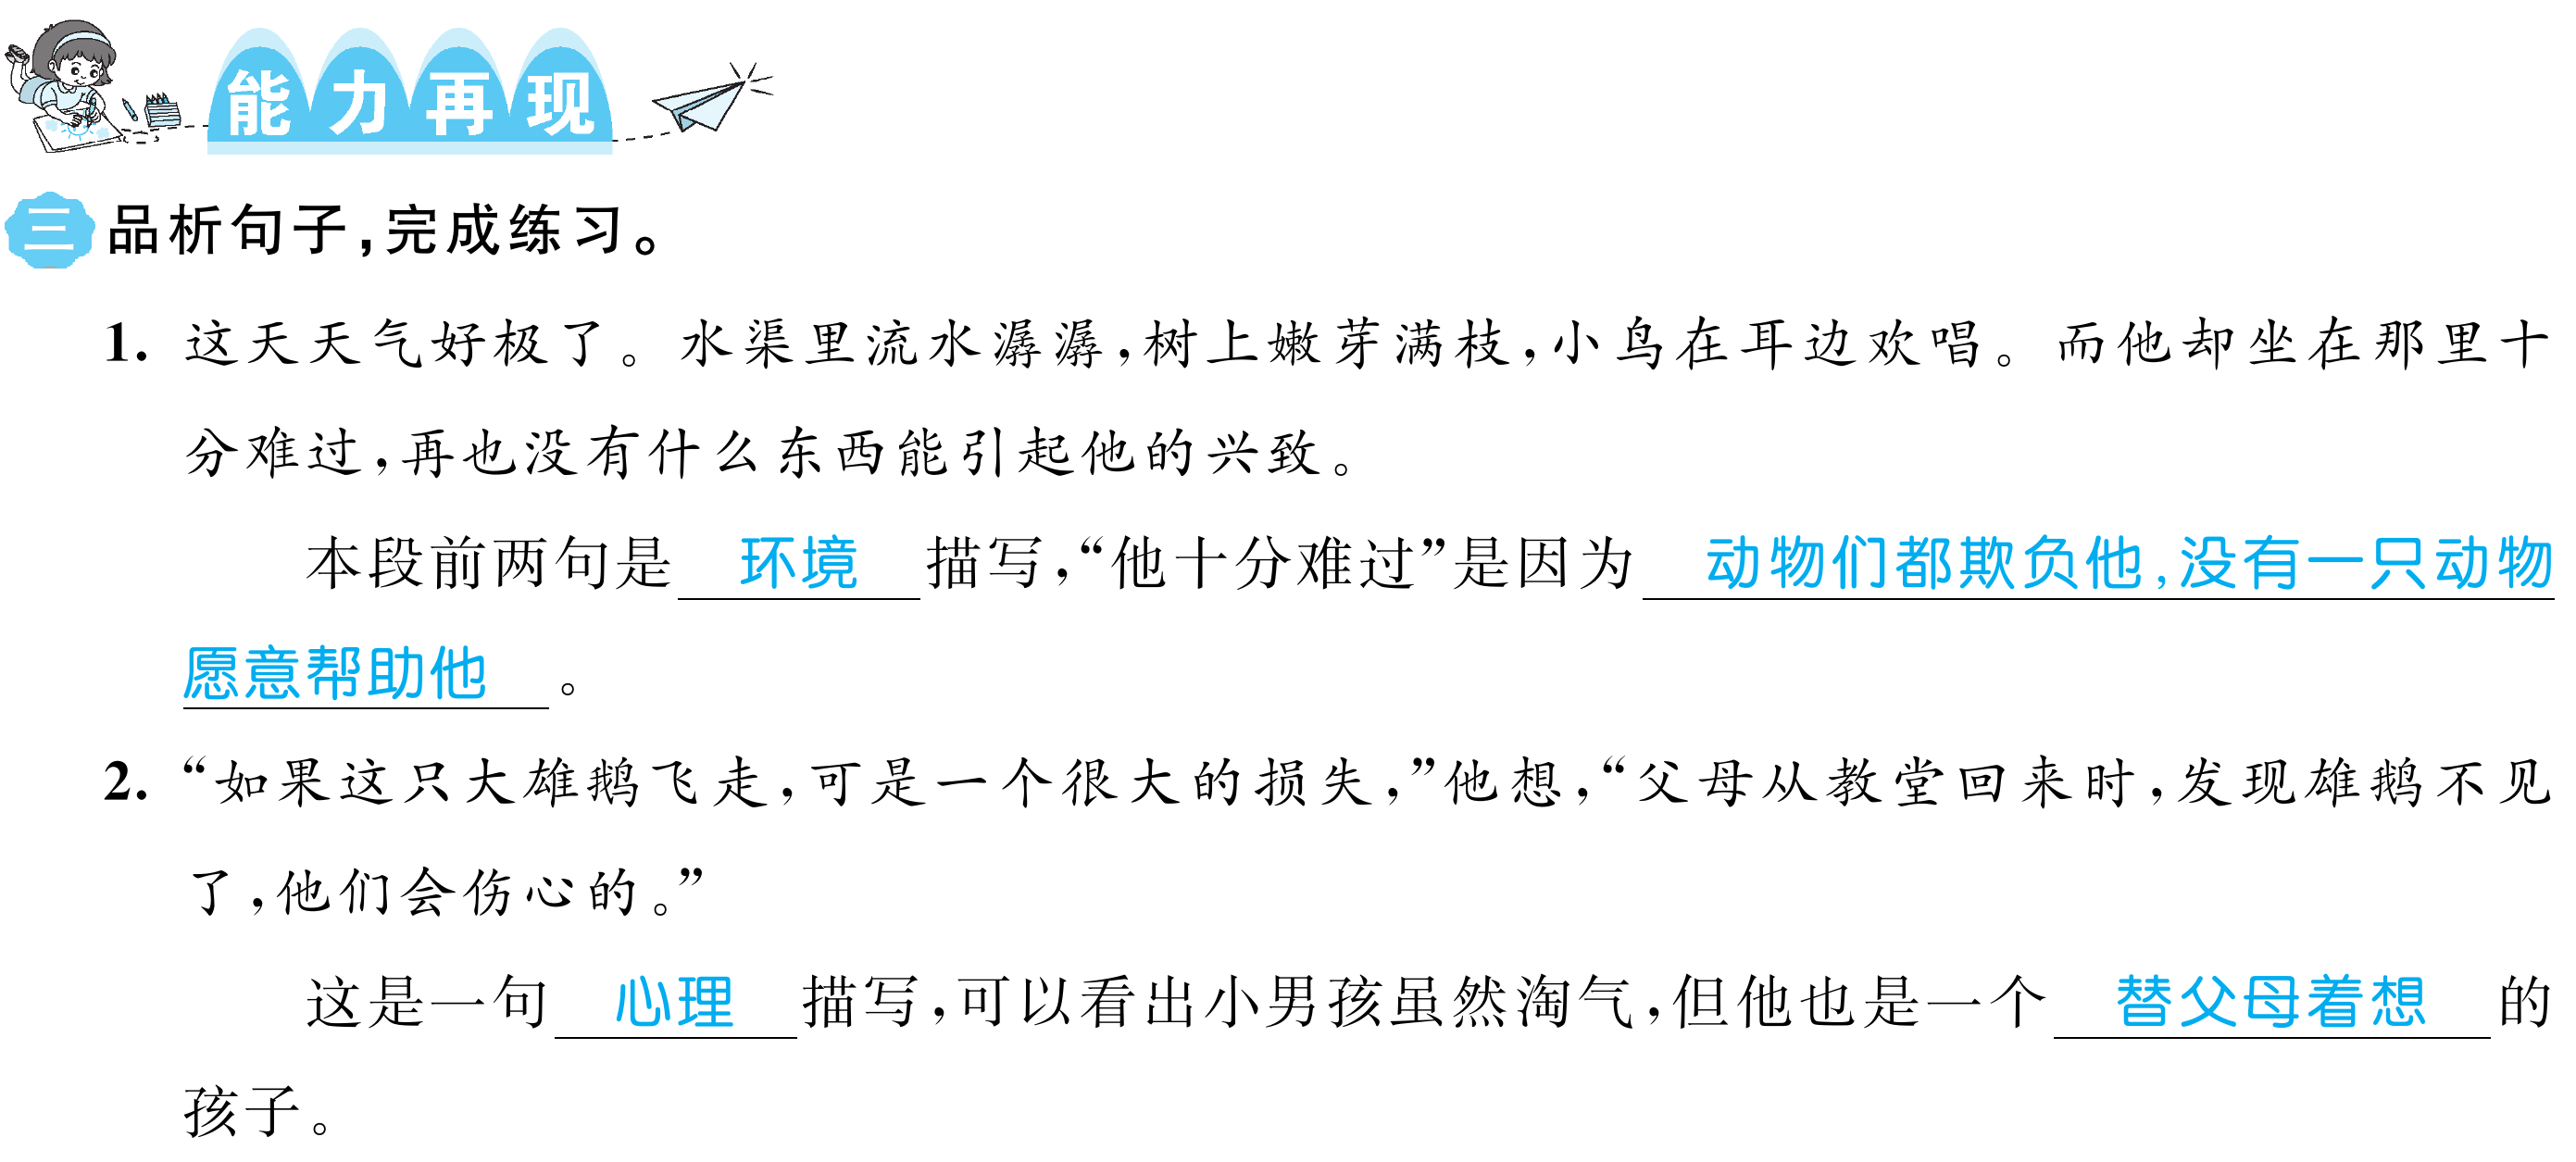 能力再现
三 品析句子,完成练习。
1. 这天天气好极了。水渠里流水潺潺,树上嫩芽满枝,小鸟在耳边欢唱。而他却坐在那里十
分难过,再也没有什么东西能引起他的兴致。
本段前两句是 环境 描写,“他十分难过”是因为 动物们都欺负他,没有一只动物
愿意帮助他 。
2. “如果这只大雄鹅飞走,可是一个很大的损失,”他想,“父母从教堂回来时,发现雄鹅不见
了,他们会伤心的。”
这是一句 心理 描写,可以看出小男孩虽然淘气,但他也是一个 替父母着想 的
孩子。